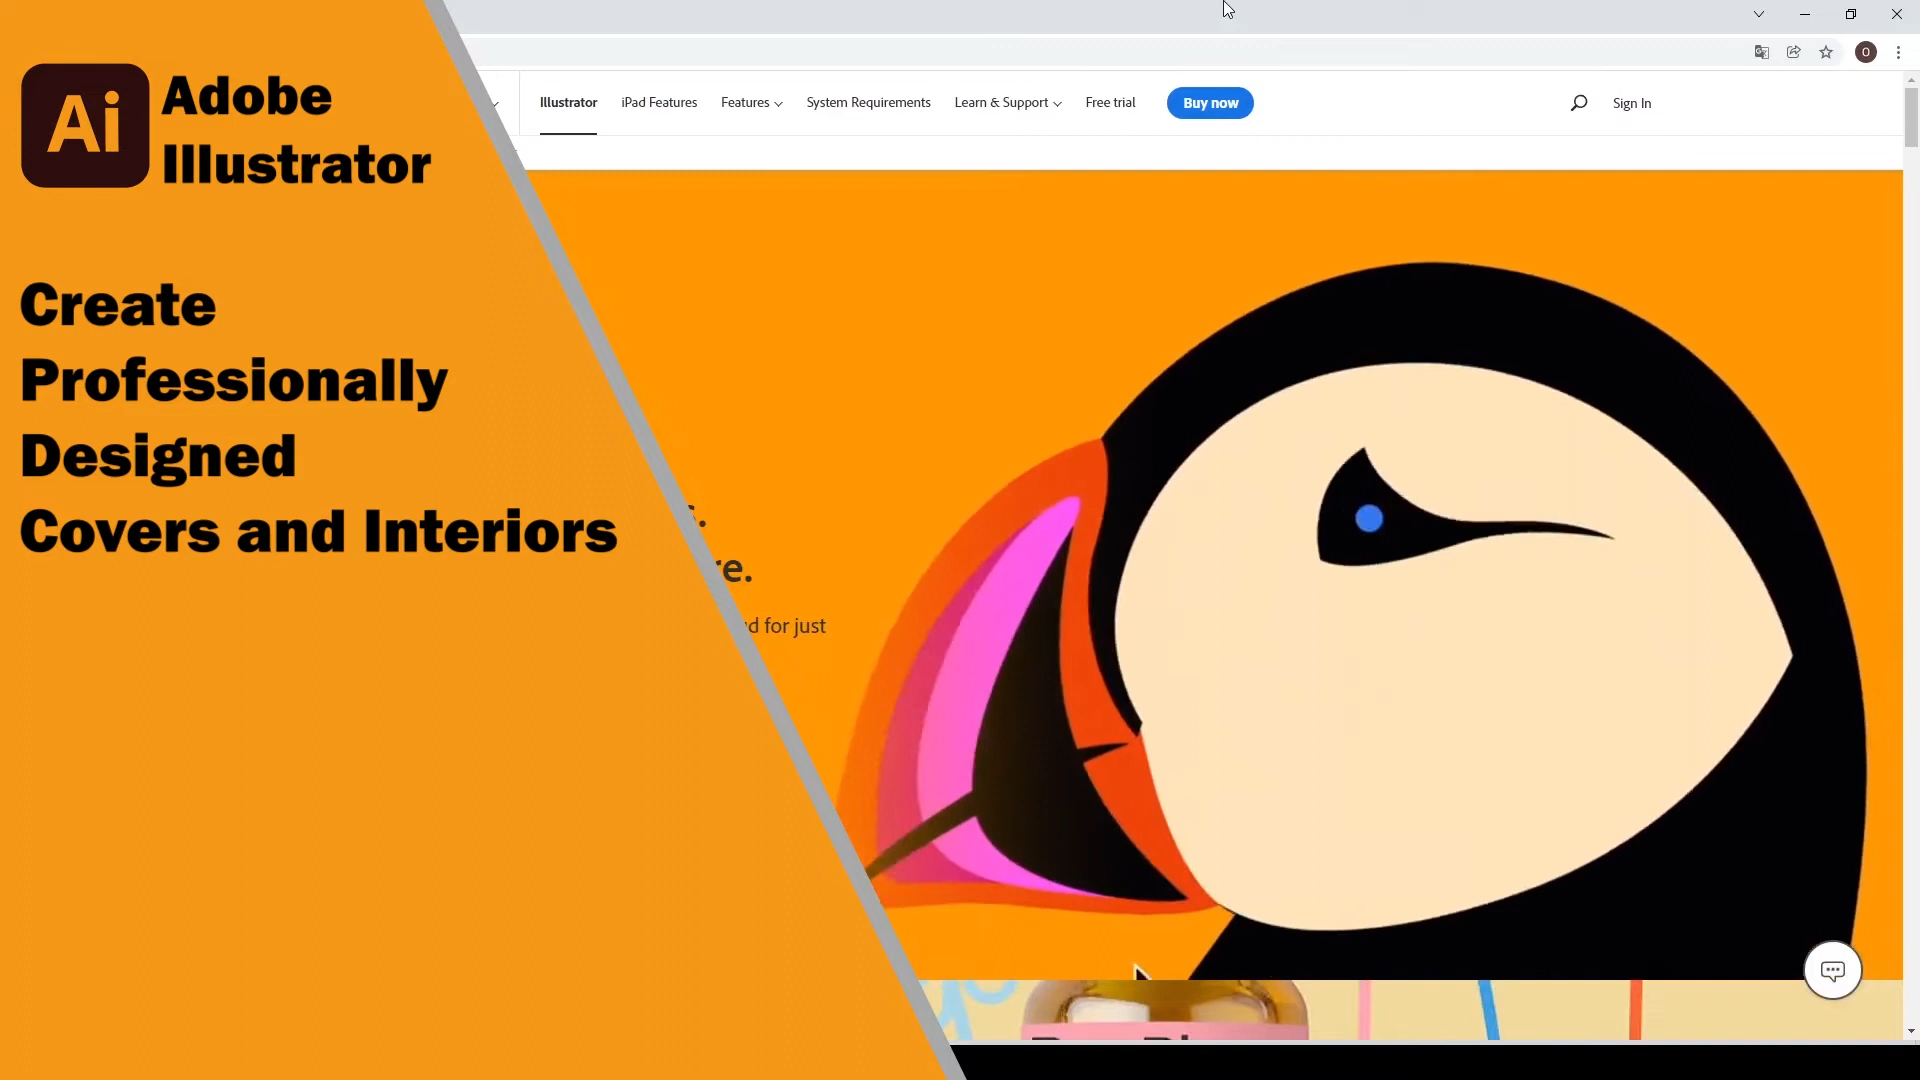 Ai
Adobe
Illustrator
Create
Professionally
Designed
Covers and Interiors
Illustrator iPad Features Features System Requirements Learn & Support Free trial Buy now Sign In
O
for just